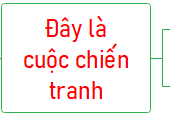 Đây là
cuộc chiến
tranh